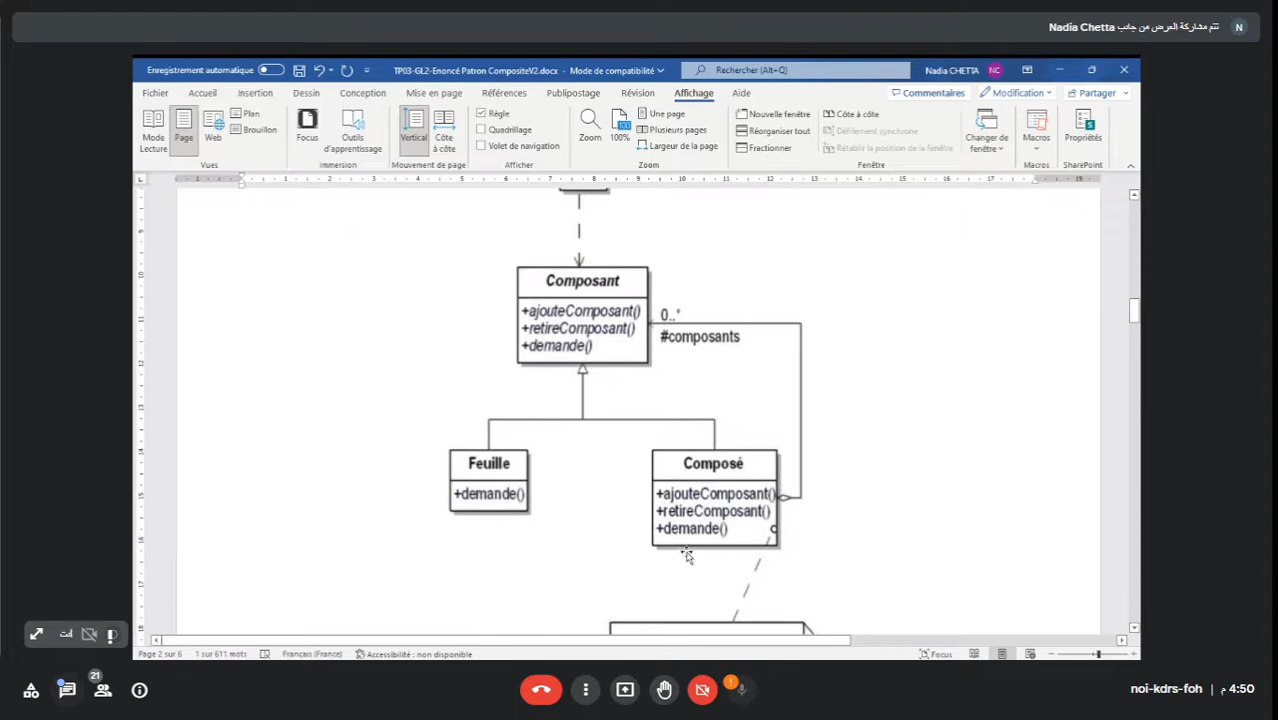 تتم مشاركة العرض من جانب Nadia Chetta
N
Enregistrement automatique
TP03-GL2-Enoncé Patron CompositeV2.docx - Mode de compatibilité
Rechercher (Alt+Q)
Nadia CHETTA NC
Fichier Accueil Insertion Dessin Conception Mise en page Références Publipostage Révision Affichage Aide
Commentaires Modification Partager
Mode Lecture
Page
Web
Plan
Brouillon
Vues
Focus
Outils d'apprentissage
Immersion
Vertical
Côte à côte
Mouvement de page
Règle
Quadrillage
Volet de navigation
Afficher
Zoom
100%
Une page
Plusieurs pages
Largeur de la page
Zoom
Nouvelle fenêtre
Réorganiser tout
Fractionner
Côte à côte
Défilement synchrone
Rétablir la position de la fenêtre
Changer de fenêtre
Fenêtre
Macros
Macros
Propriétés
SharePoint
Composant
+ajouteComposant()
+retireComposant()
+demande()
0..*
#composants
Feuille
+demande()
Composé
+ajouteComposant()
+retireComposant()
+demande()
أنت
Page 2 sur 6 1 sur 611 mots Français (France) Accessibilité : non disponible
Focus
21
noi-kdrs-foh | 4:50 م